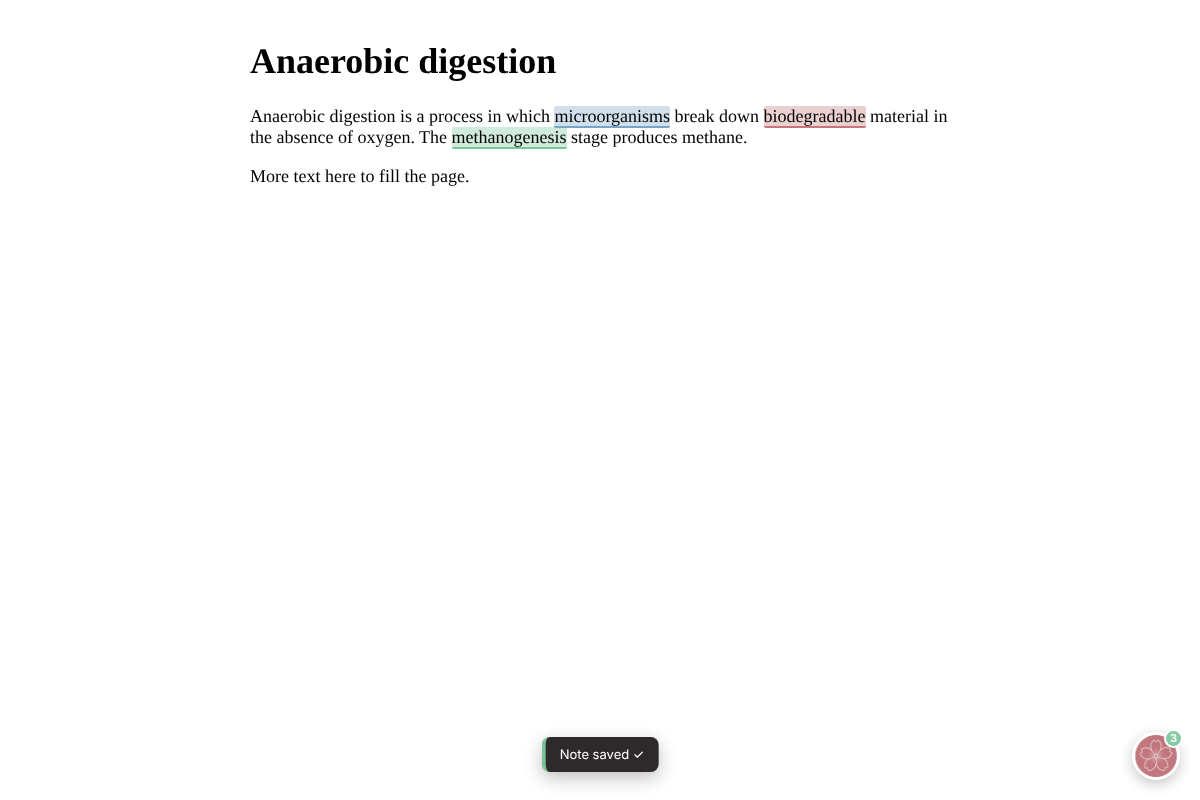 Anaerobic digestion
Anaerobic digestion is a process in which microorganisms break down biodegradable material in
the absence of oxygen. The methanogenesis stage produces methane.
More text here to fill the page.
Note saved ✓
3